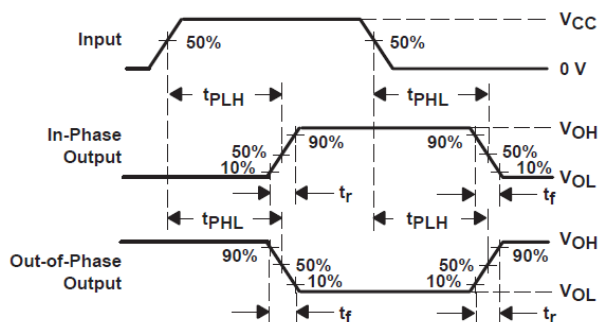 VCC
Input
50%
50%
0 V
tPLH
tPHL
In-Phase
Output
VOH
90%
90%
50%
50%
10%
10%
VOL
tr
tf
tPHL
tPLH
VOH
Out-of-Phase
Output
90%
90%
50%
50%
10%
10%
VOL
tf
tr